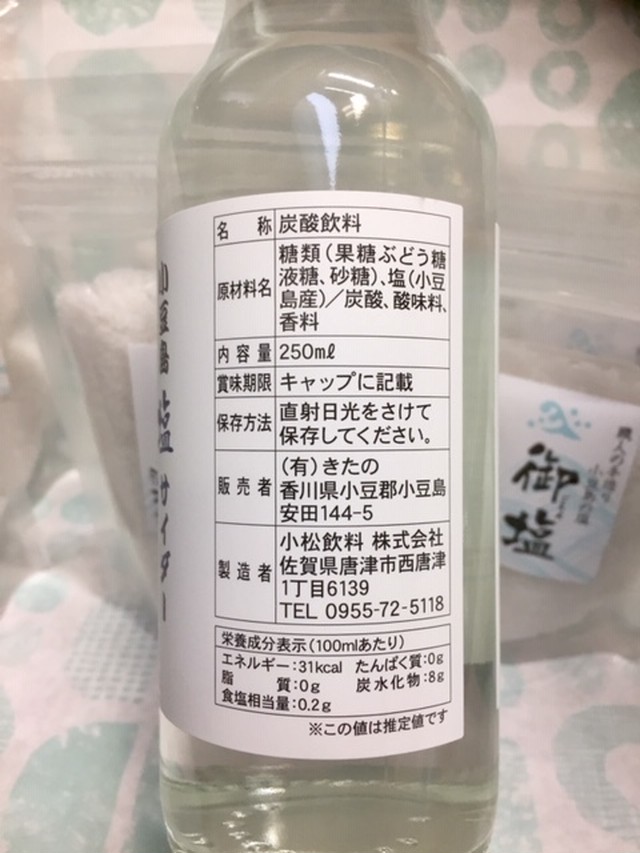 名称 炭酸飲料
原材料名 糖類(果糖ぶどう糖
液糖、砂糖)、塩(小豆
島産)/炭酸、酸味料、
香料
内容量 250mℓ
賞味期限 キャップに記載
保存方法 直射日光をさけて
保存してください。
販売者 (有)きたの
香川県小豆郡小豆島
安田144-5
製造者 小松飲料 株式会社
佐賀県唐津市西唐津
1丁目6139
TEL 0955-72-5118
栄養成分表示(100mlあたり)
エネルギー:31kcal たんぱく質:0g
脂質:0g 炭水化物:8g
食塩相当量:0.2g
※この値は推定値です
塩サイダー
御塩